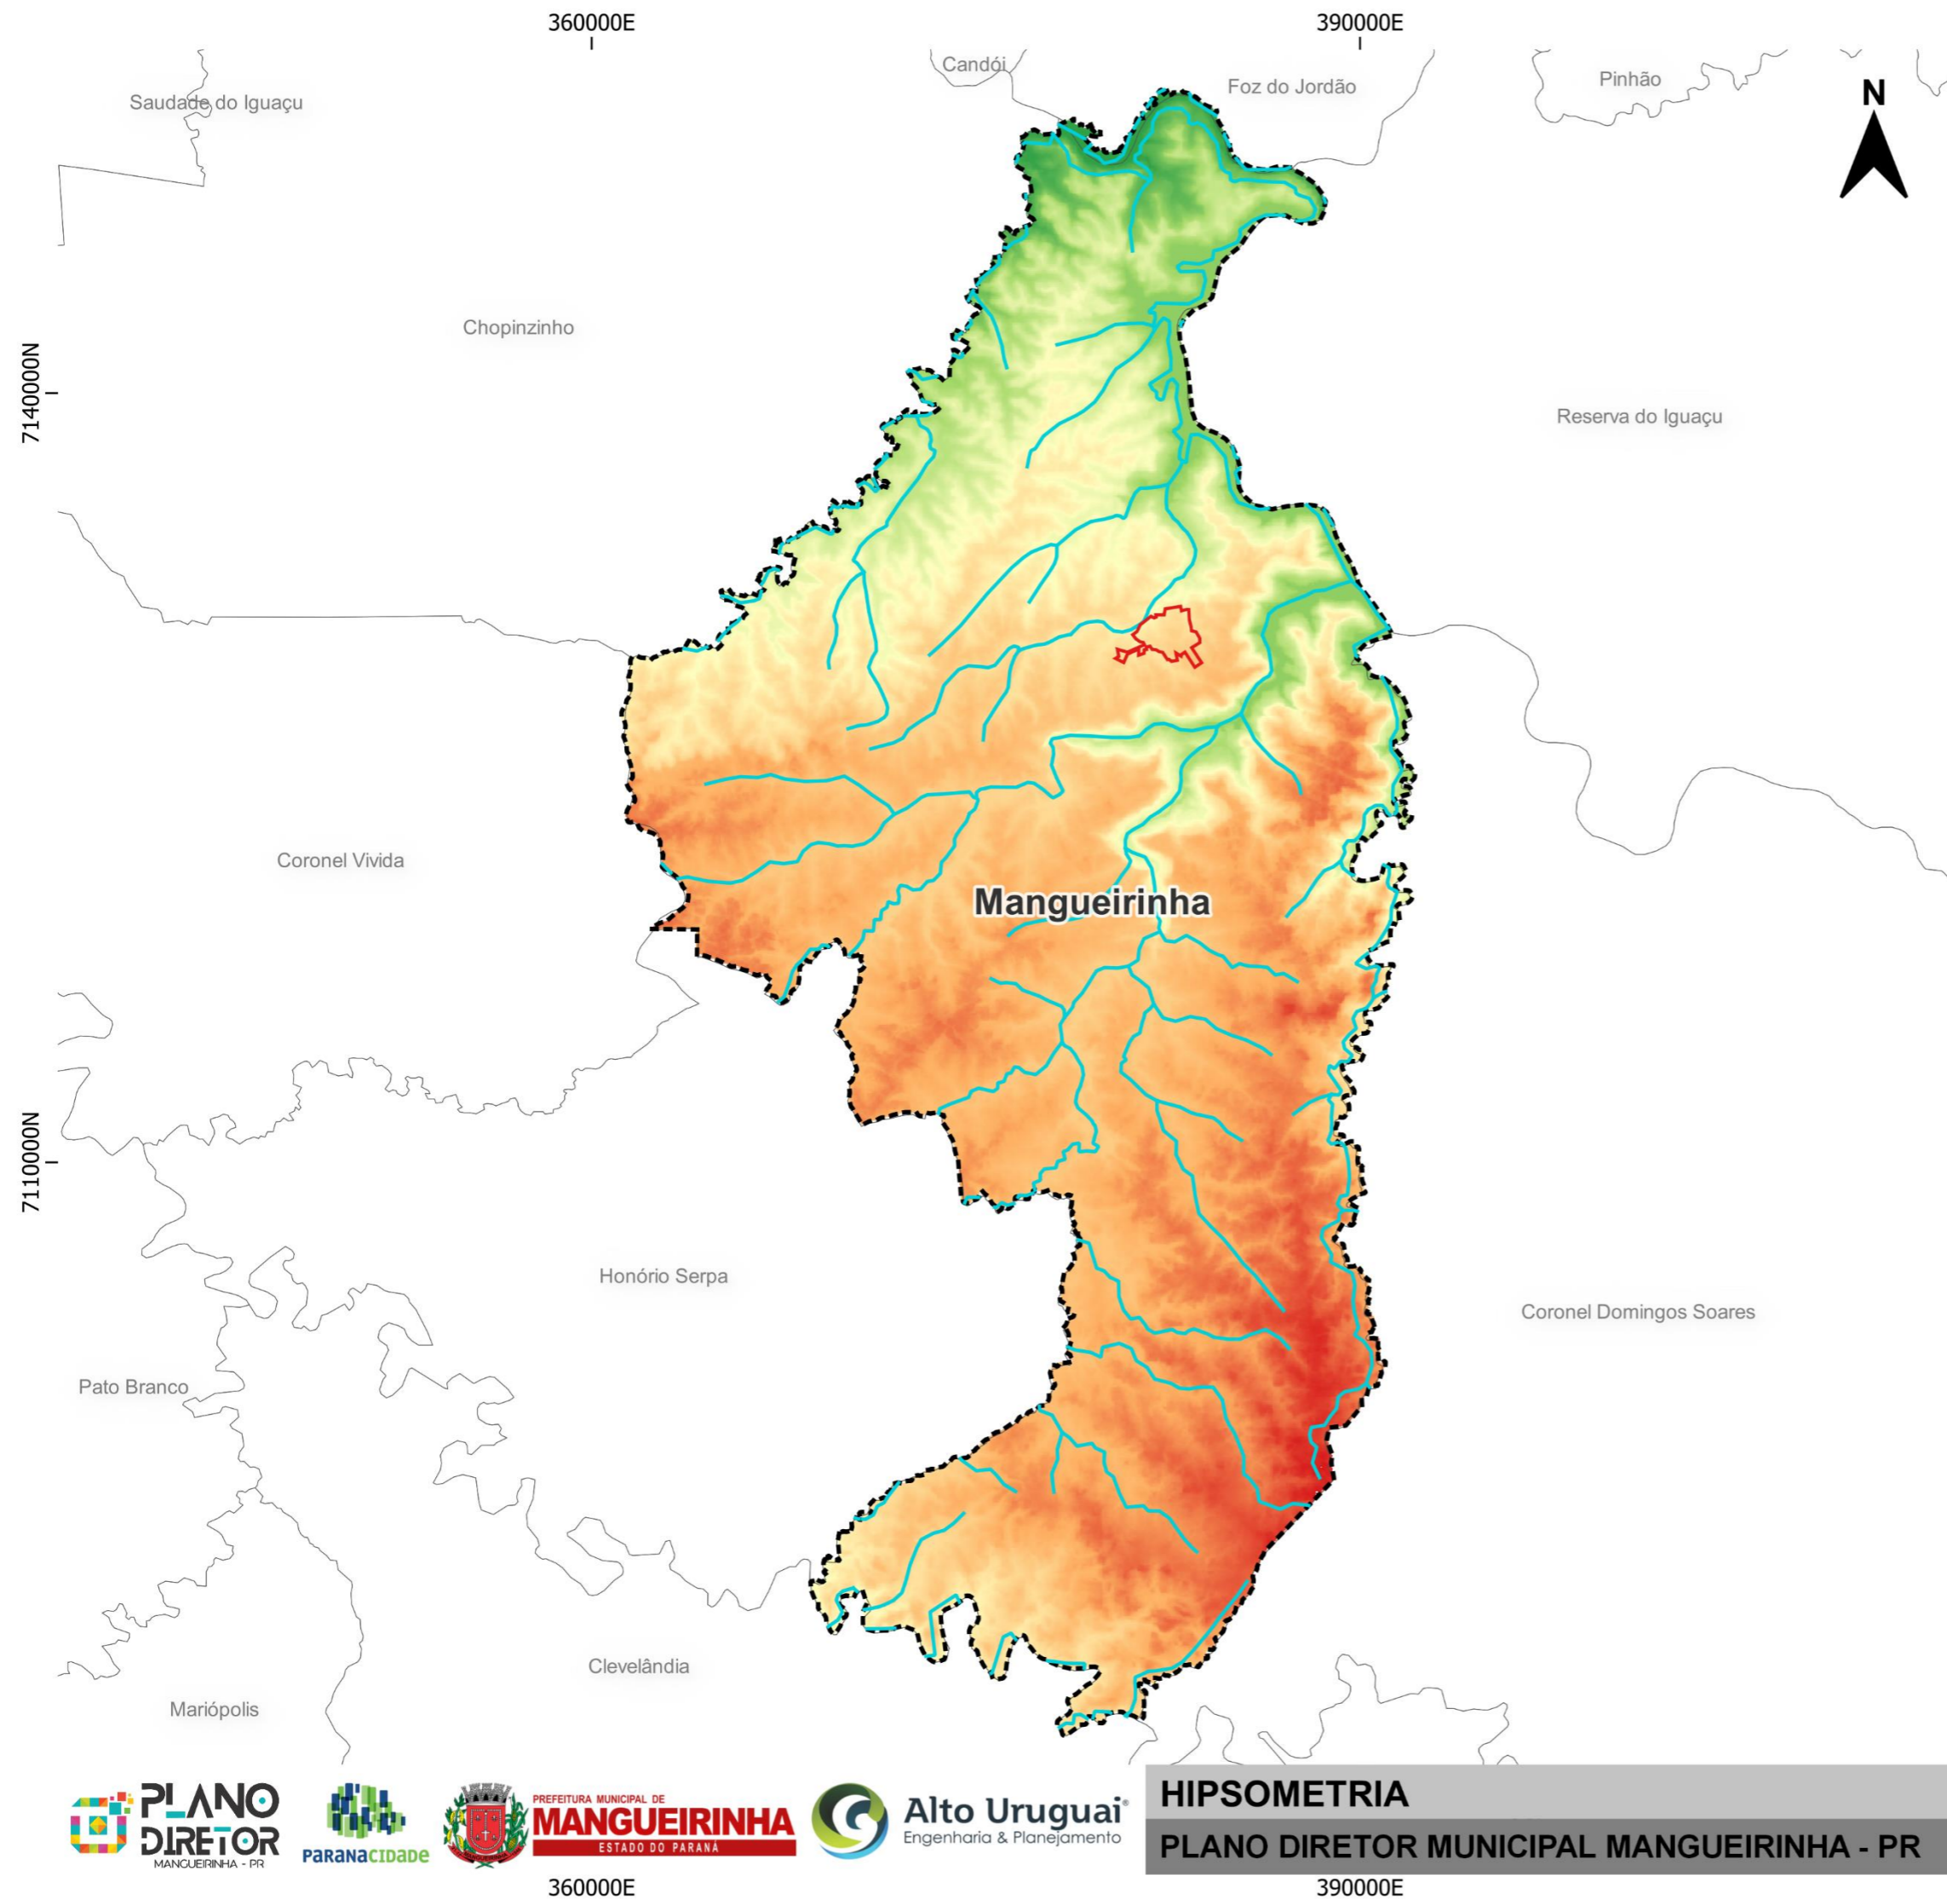 360000E
390000E
Candói
Foz do Jordão
Pinhão
Saudade do Iguaçu
N
Chopinzinho
7140000N
Reserva do Iguaçu
Coronel Vivida
Mangueirinha
7110000N
Honório Serpa
Coronel Domingos Soares
Pato Branco
Clevelândia
Mariópolis
PLANO
DIRETOR
MANGUEIRINHA - PR
PARANACIDADE
PREFEITURA MUNICIPAL DE
MANGUEIRINHA
ESTADO DO PARANÁ
Alto Uruguai®
Engenharia & Planejamento
HIPSOMETRIA
PLANO DIRETOR MUNICIPAL MANGUEIRINHA - PR
360000E
390000E